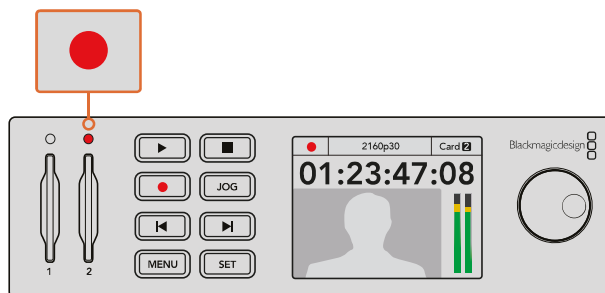 2160p30 Card 2
01:23:47:08
Blackmagicdesign
JOG
MENU SET
1 2